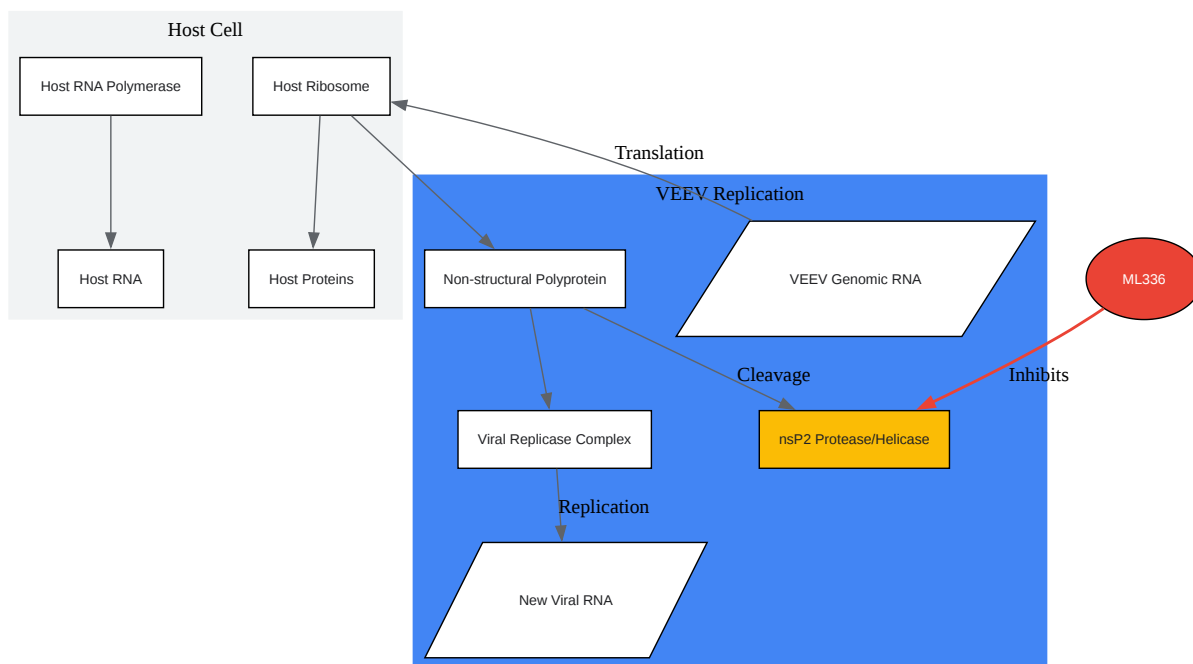 Host Cell
Host RNA Polymerase
Host Ribosome
Translation
VEEV Replication
Host RNA
Host Proteins
Non-structural Polyprotein
VEEV Genomic RNA
ML336
Cleavage
Inhibits
Viral Replicase Complex
nsP2 Protease/Helicase
Replication
New Viral RNA